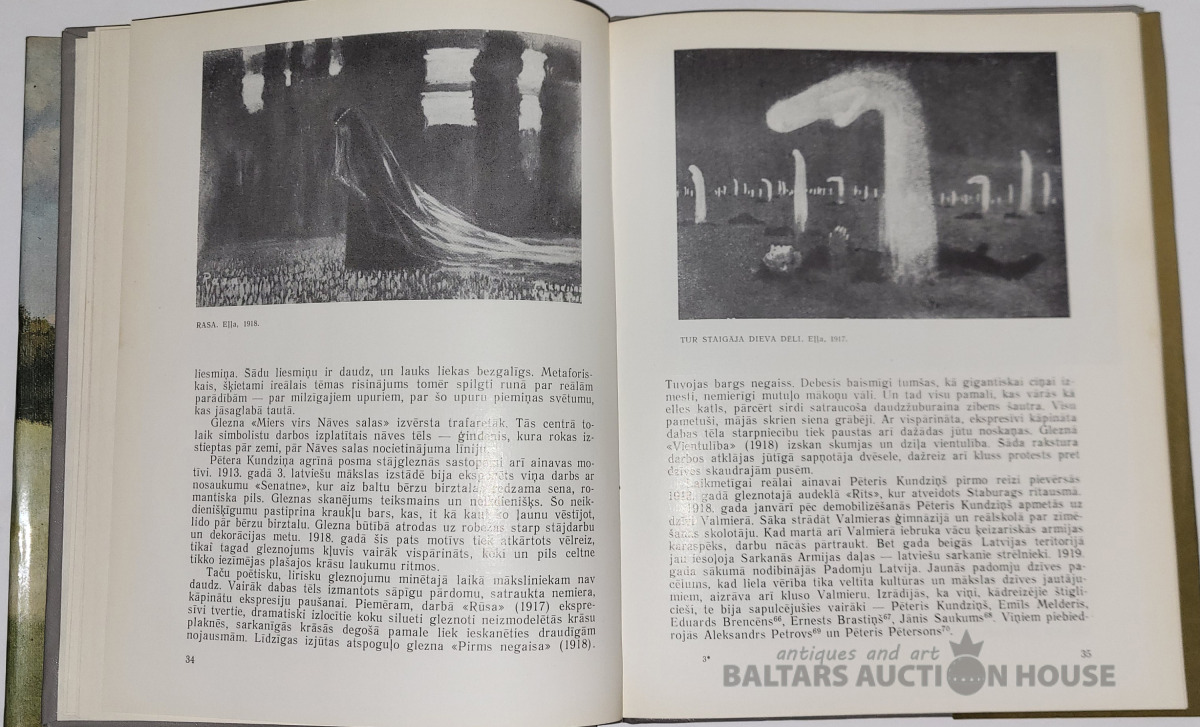 RASA. Eļļa, 1918.
liesmiņa. Šādu liesmiņu ir daudz, un lauks liekas bezgalīgs. Metaforis-
kais, šķietami ireālais tēmas risinājums tomēr spilgti runā par reālām
parādībām — par milzīgajiem upuriem, par šo upuru piemiņas svētumu,
kas jāsaglabā tautā.
Glezna «Miers virs Nāves salas» izvērsta trafaretāk. Tās centrā to-
laik simbolistu darbos izplatītais nāves tēls — ģindenis, kura rokas iz-
stieptas pār zemi, pār Nāves salas nocietinājuma līniju.
Pētera Kundziņa agrīnā posma stājgleznās sastopami arī ainavas mo-
tīvi. 1913. gadā 3. latviešu mākslas izstādē bija eksponēts viņa darbs ar
nosaukumu «Senatne», kur aiz baltu bērzu birztalas redzama sena, ro-
mantiska pils. Gleznas skanējums teiksmains un neikdienišķs. So neik-
dienišķīgumu pastiprina kraukļu bars, kas, it kā kaut ko ļaunu vēstījot,
lido pār bērzu birztalu. Glezna būtībā atrodas uz robežas starp stājdarbu
un dekorācijas metu. 1918. gadā šis pats motīvs tiek atkārtots vēlreiz,
tikai tagad gleznojums kļuvis vairāk vispārināts, koki un pils celtne
tikko iezīmējas plašajos krāsu laukumu ritmos.
Taču poētisku, lirisku gleznojumu minētajā laikā māksliniekam nav
daudz. Vairāk dabas tēls izmantots sāpīgu pārdomu, satraukta nemiera,
kāpinātu ekspresiju paušanai. Piemēram, darbā «Rūsa» (1917) ekspre-
sīvi tvertie, dramatiski izlocītie koku silueti gleznoti neizmodelētās krāsu
plaknēs, sarkanīgās krāsās degošā pamale liek ieskanēties draudīgām
nojausmām. Līdzīgas izjūtas atspoguļo glezna «Pirms negaisa» (1918).
34
TUR STAIGĀJA DIEVA DĒLI. Eļļa, 1917.
Tuvojas bargs negaiss. Debesis baismīgi tumšas, kā gigantiskai cīņai iz-
mesti, nemierīgi mutuļo mākoņu vāli. Un tad visu pamali, kas vārās kā
elles katls, pārcērt sirdi satraucoša daudzžuburaina zibens šautra. Visu
pametuši, mājās skrien siena grābēji. Ar vispārināta, ekspresīvi kāpināta
dabas tēla starpniecību tiek paustas arī dažādas jūtu noskaņas. Gleznā
«Vientulība» (1918) izskan skumjas un dziļa vientulība. Šāda rakstura
darbos atklājas jūtīgā sapņotāja dvēsele, dažreiz arī kluss protests pret
dzīves skaudrajām pusēm.
Laikmetīgai reālai ainavai Pēteris Kundziņš pirmo reizi pievērsās
1912. gadā gleznotajā audeklā «Rīts», kur atveidots Staburags rītausmā.
1918. gada janvārī pēc demobilizēšanās Pēteris Kundziņš apmetās uz
dzīvi Valmierā. Sāka strādāt Valmieras ģimnāzijā un reālskolā par zīmē-
šanas skolotāju. Kad martā arī Valmierā iebruka vācu ķeizariskās armijas
karaspēks, darbu nācās pārtraukt. Bet gada beigās Latvijas teritorijā
jau iesoļoja Sarkanās Armijas daļas — latviešu sarkanie strēlnieki. 1919.
gada sākumā nodibinājās Padomju Latvija. Jaunās padomju dzīves pa-
cēlums, kad liela vērība tika veltīta kultūras un mākslas dzīves jautāju-
miem, aizrāva arī kluso Valmieru. Izrādījās, ka viņi, kādreizējie štigli-
cieši, te bija sapulcējušies vairāki — Pēteris Kundziņš, Emīls Melderis,
Eduards Brencēns⁶⁶, Ernests Brastiņš⁶⁷, Jānis Saukums⁶⁸. Viņiem piebied-
rojās Aleksandrs Petrovs⁶⁹ un Pēteris Pētersons⁷⁰.
3*
35
antiques and art
BALTARS AUCTION HOUSE